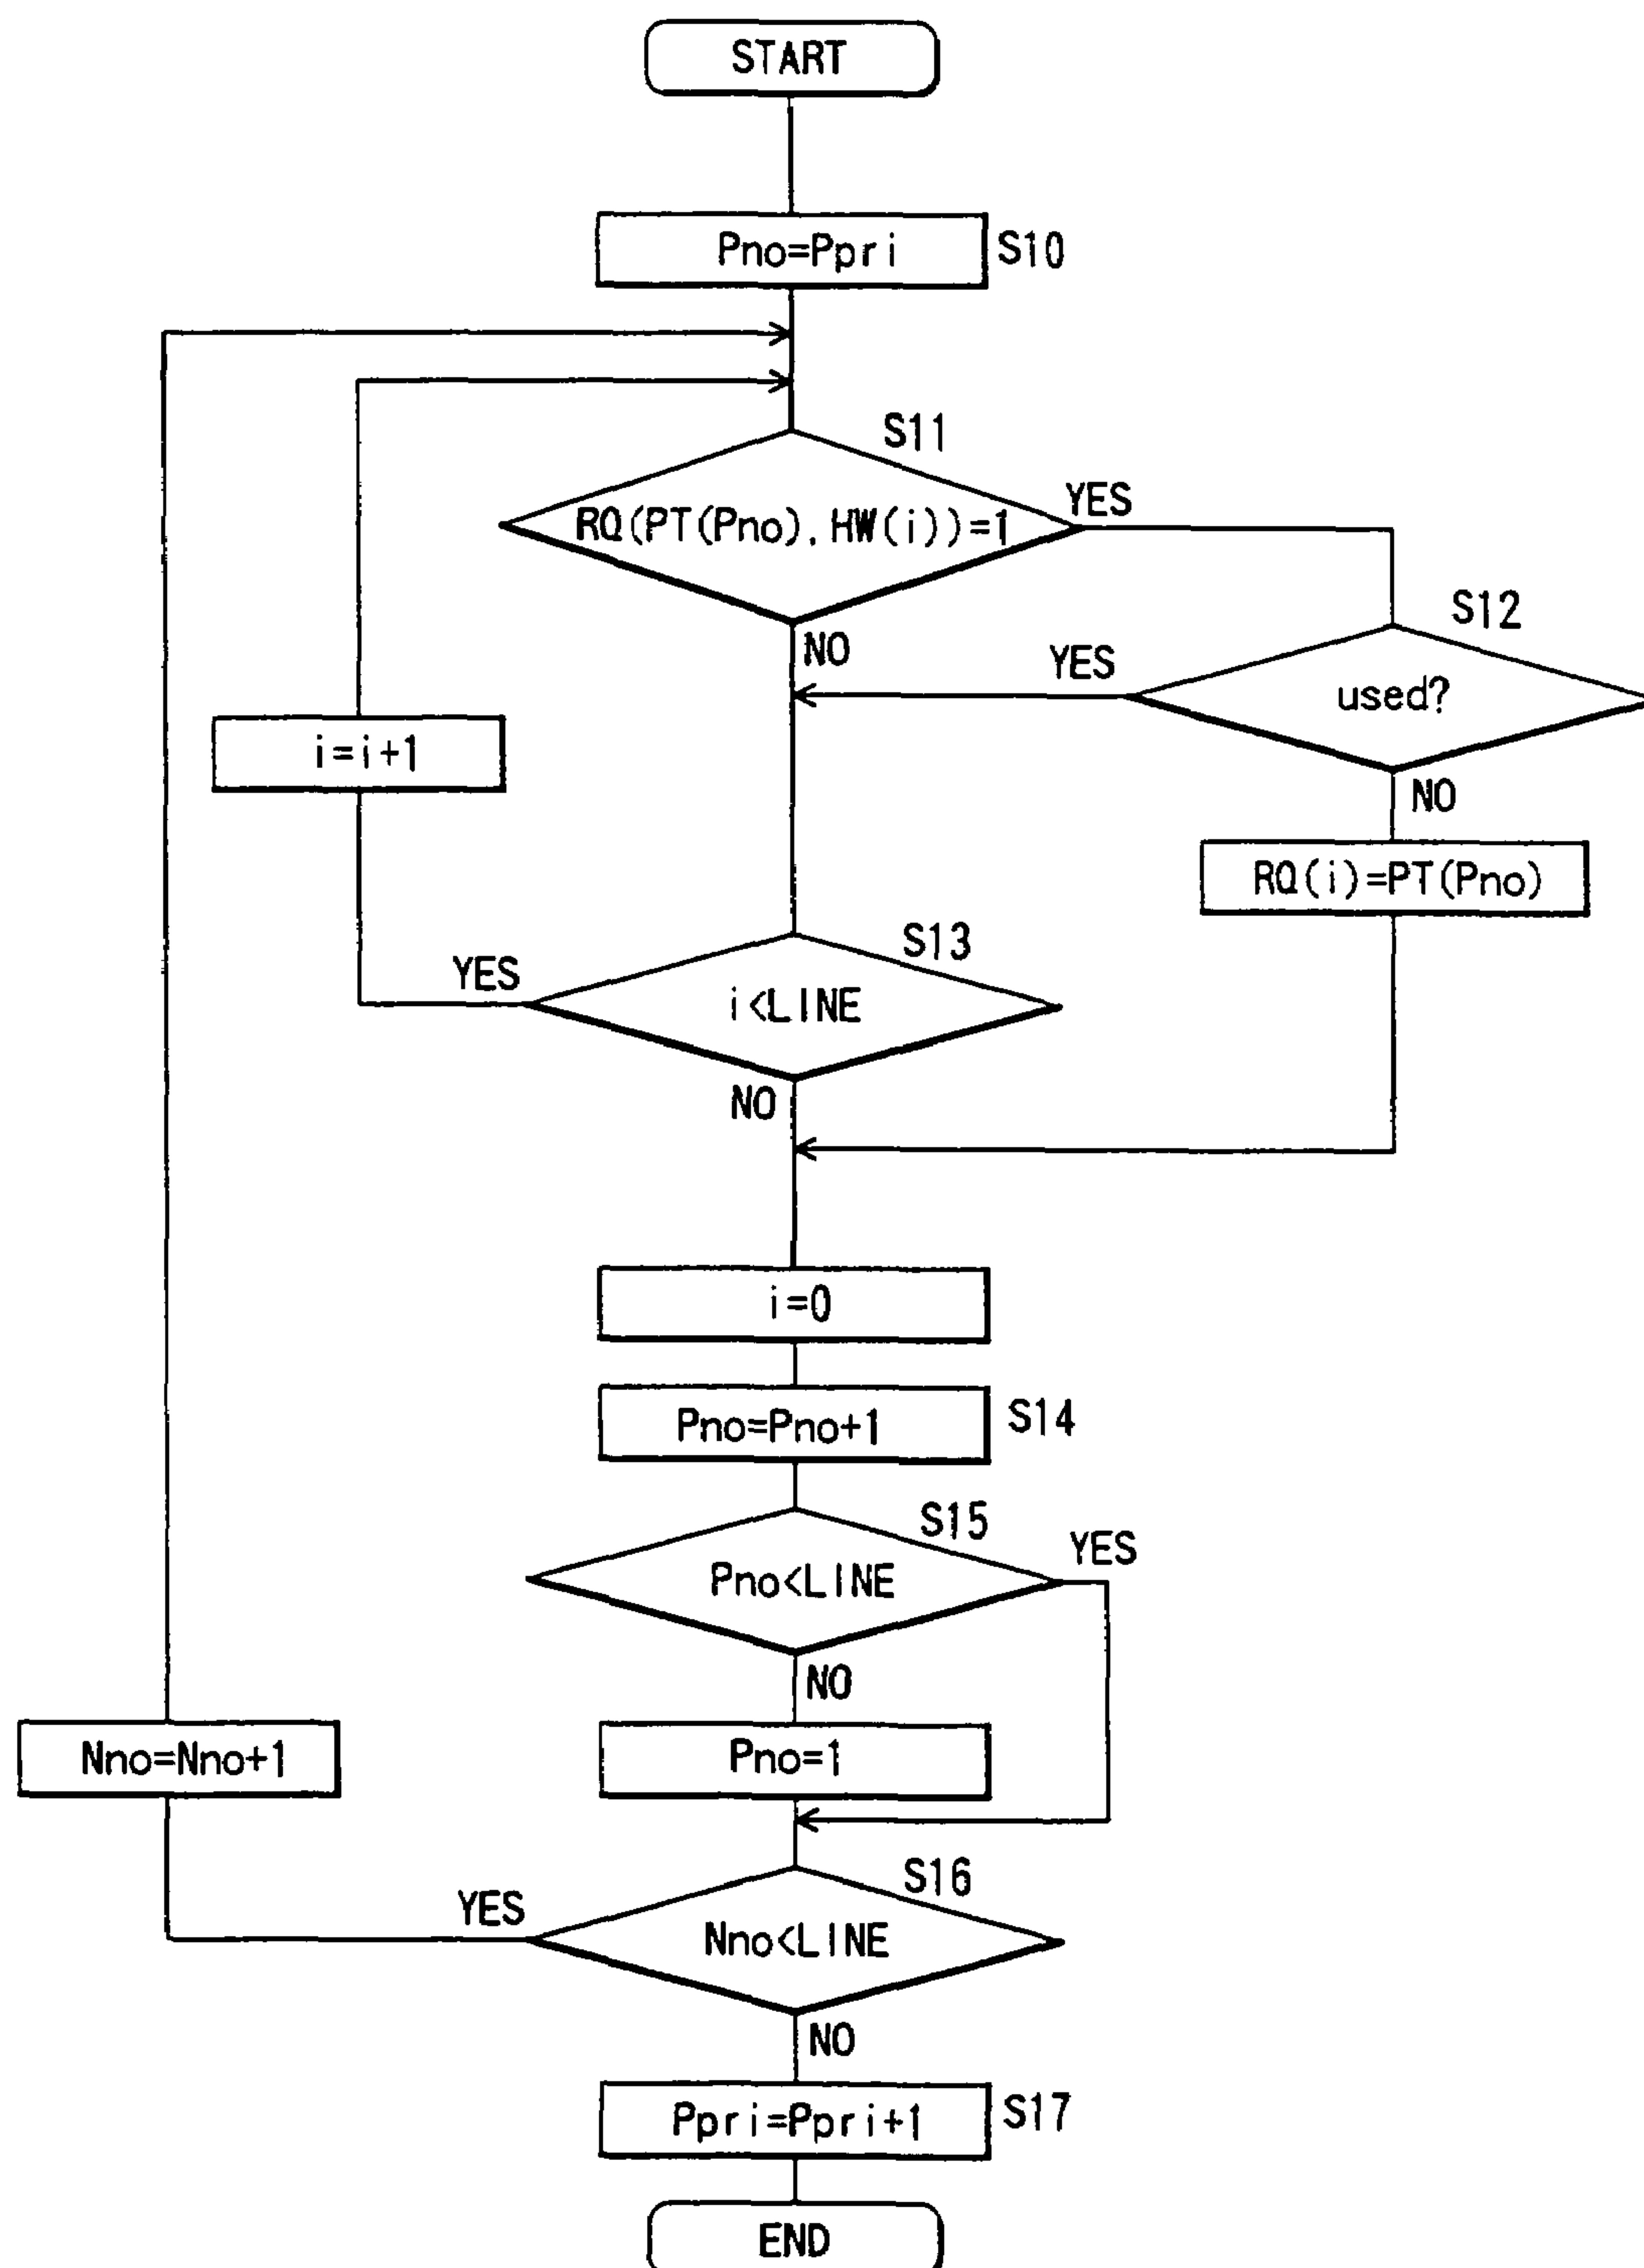 START
Pno=Ppri
S10
S11
RQ(PT(Pno),HW(i))=1
YES
NO
S12
used?
YES
NO
i=i+1
RQ(i)=PT(Pno)
S13
i<LINE
YES
NO
i=0
Pno=Pno+1
S14
S15
Pno<LINE
YES
NO
Nno=Nno+1
Pno=1
S16
Nno<LINE
YES
NO
Ppri=Ppri+1
S17
END